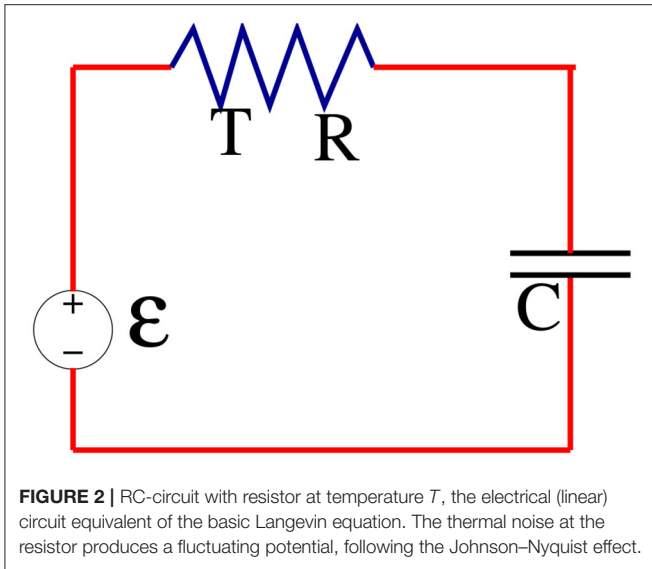 T R
+
ε
−
C
FIGURE 2 | RC-circuit with resistor at temperature T, the electrical (linear)
circuit equivalent of the basic Langevin equation. The thermal noise at the
resistor produces a fluctuating potential, following the Johnson–Nyquist effect.